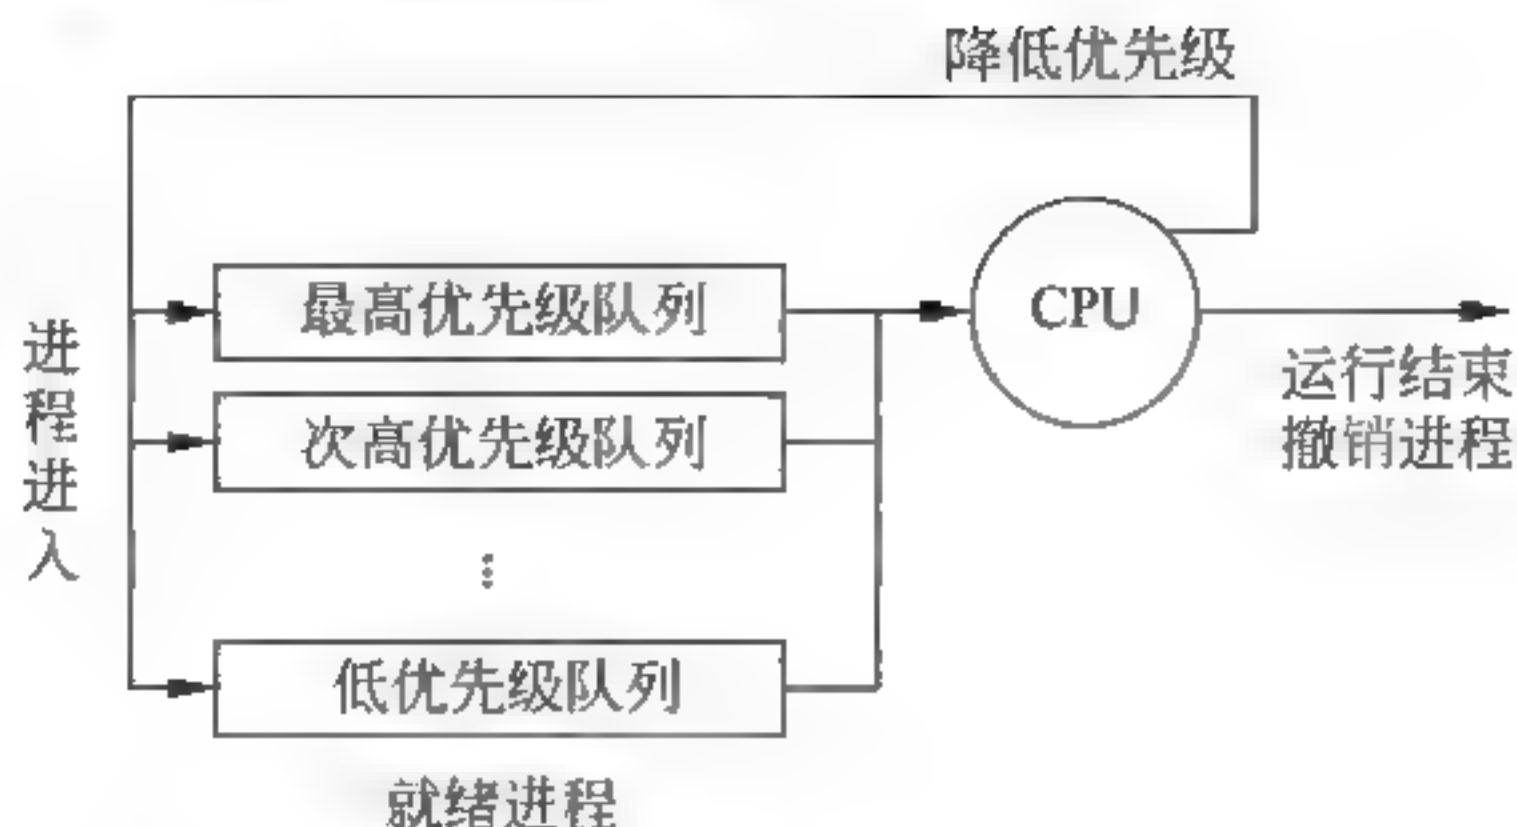 降低优先级
最高优先级队列
CPU
进程进入
次高优先级队列
运行结束
撤销进程
低优先级队列
就绪进程